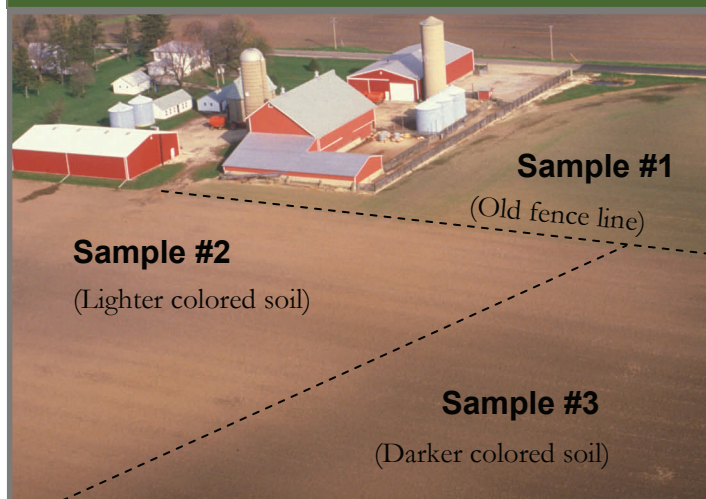 Sample #1
(Old fence line)
Sample #2
(Lighter colored soil)
Sample #3
(Darker colored soil)